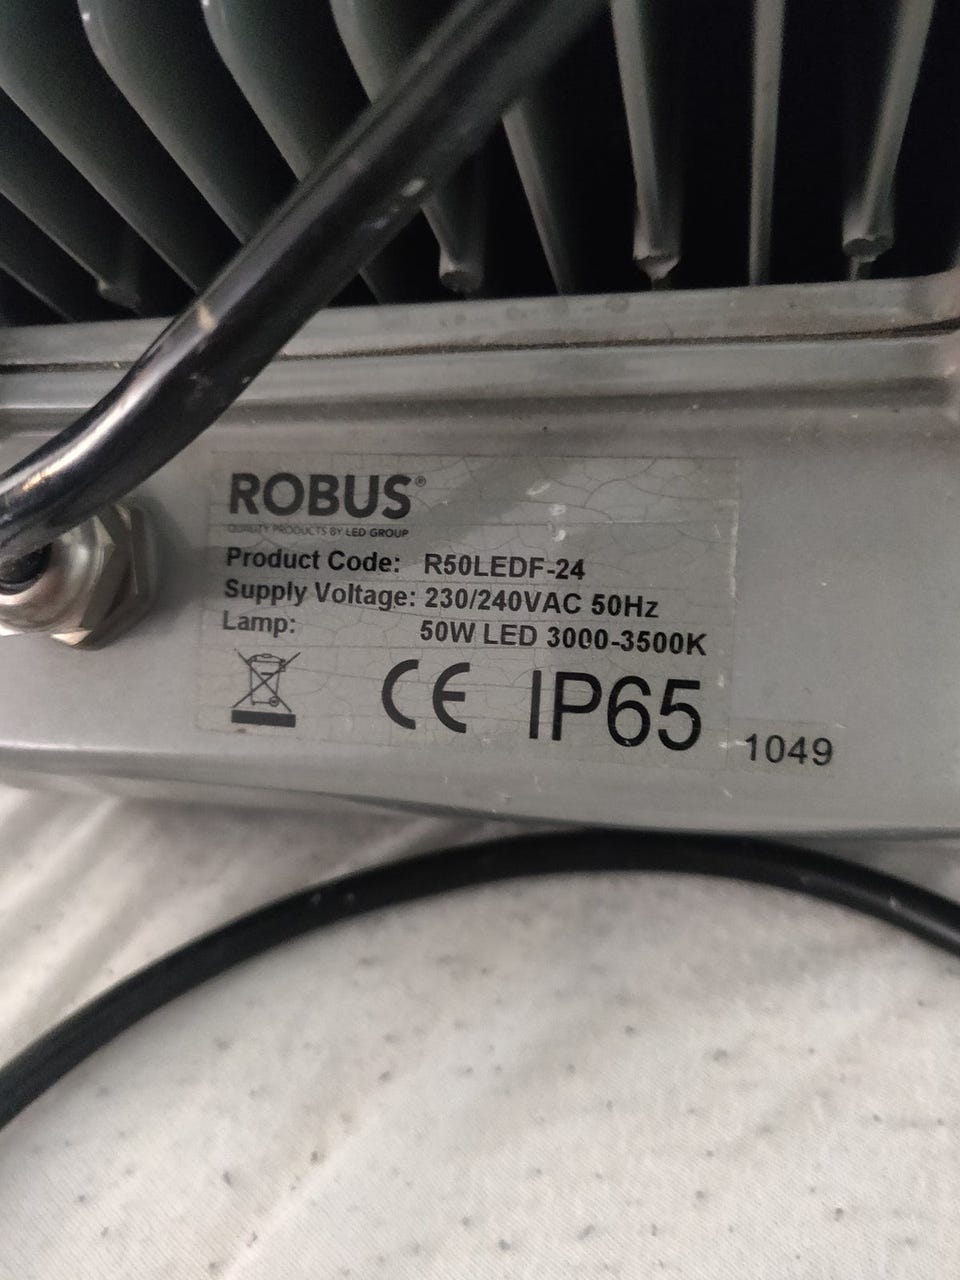 ROBUS®
QUALITY PRODUCTS BY LED GROUP
Product Code: R50LEDF-24
Supply Voltage: 230/240VAC 50Hz
Lamp: 50W LED 3000-3500K
CE IP65
1049